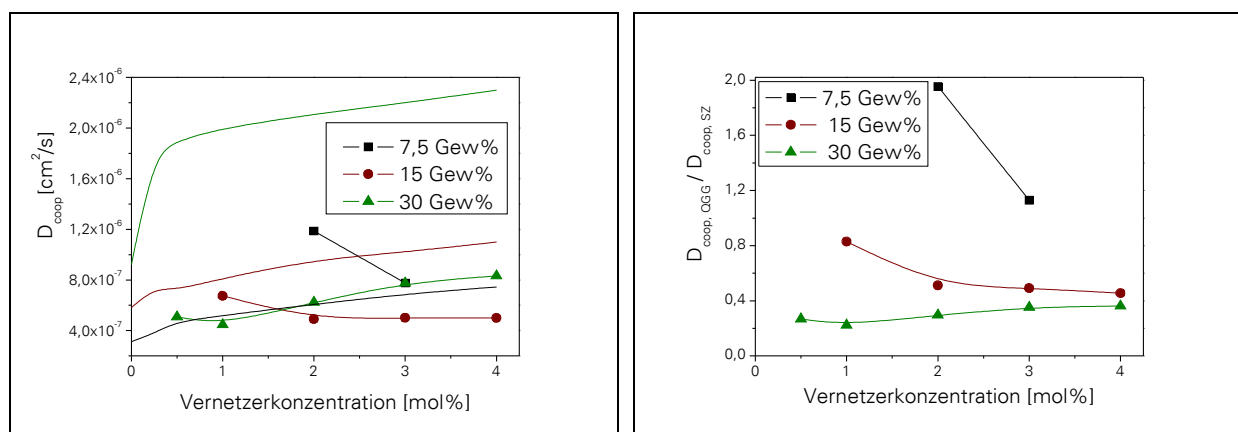 2,4x10⁻⁶
2,0x10⁻⁶
1,6x10⁻⁶
1,2x10⁻⁶
8,0x10⁻⁷
4,0x10⁻⁷
D coop [cm²/s]
7,5 Gew%
15 Gew%
30 Gew%
0 1 2 3 4
Vernetzerkonzentration [mol%]
2,0
1,6
1,2
0,8
0,4
0,0
D coop, QGG / D coop, SZ
7,5 Gew%
15 Gew%
30 Gew%
0 1 2 3 4
Vernetzerkonzentration [mol%]